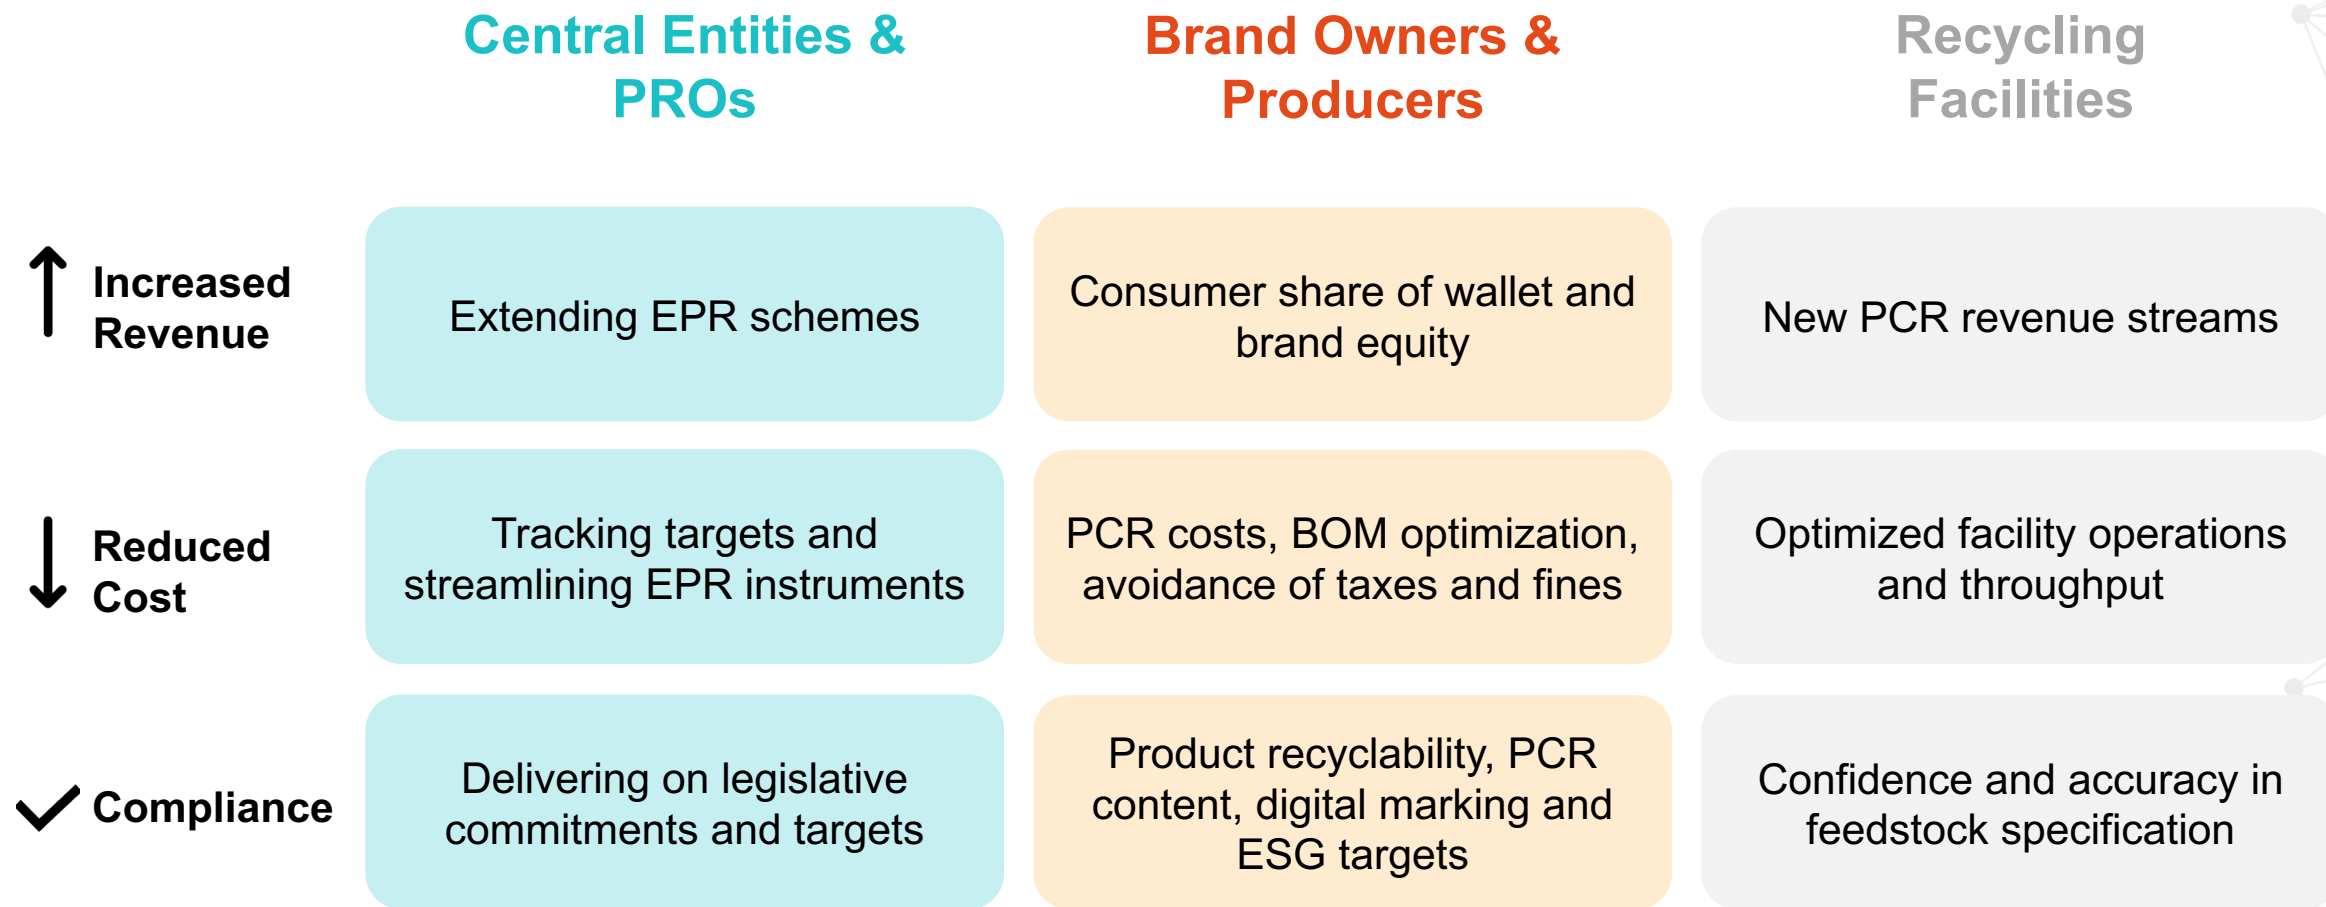 Central Entities &
PROs
Brand Owners &
Producers
Recycling
Facilities
Increased
Revenue
Extending EPR schemes
Consumer share of wallet and
brand equity
New PCR revenue streams
Reduced
Cost
Tracking targets and
streamlining EPR instruments
PCR costs, BOM optimization,
avoidance of taxes and fines
Optimized facility operations
and throughput
Compliance
Delivering on legislative
commitments and targets
Product recyclability, PCR
content, digital marking and
ESG targets
Confidence and accuracy in
feedstock specification